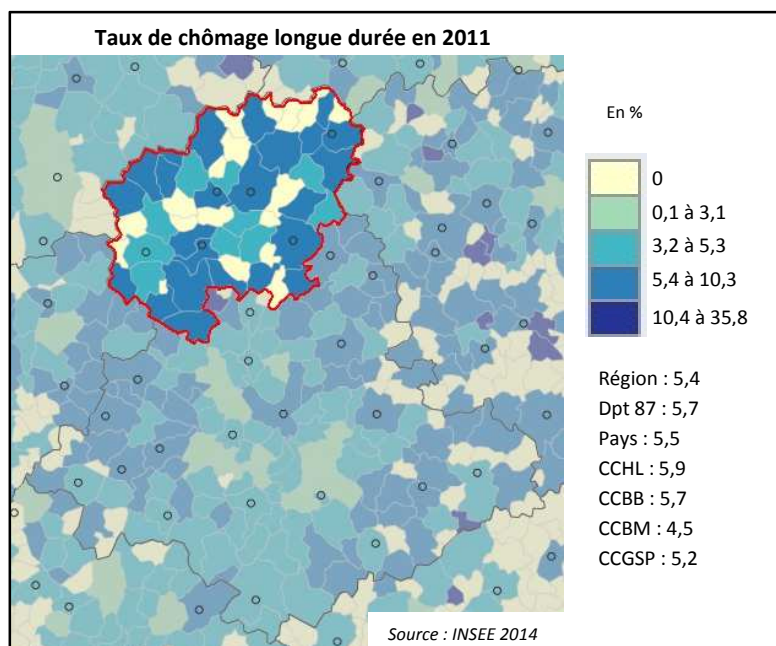 Taux de chômage longue durée en 2011
En %
0
0,1 à 3,1
3,2 à 5,3
5,4 à 10,3
10,4 à 35,8
Région : 5,4
Dpt 87 : 5,7
Pays : 5,5
CCHL : 5,9
CCBB : 5,7
CCBM : 4,5
CCGSP : 5,2
Source : INSEE 2014